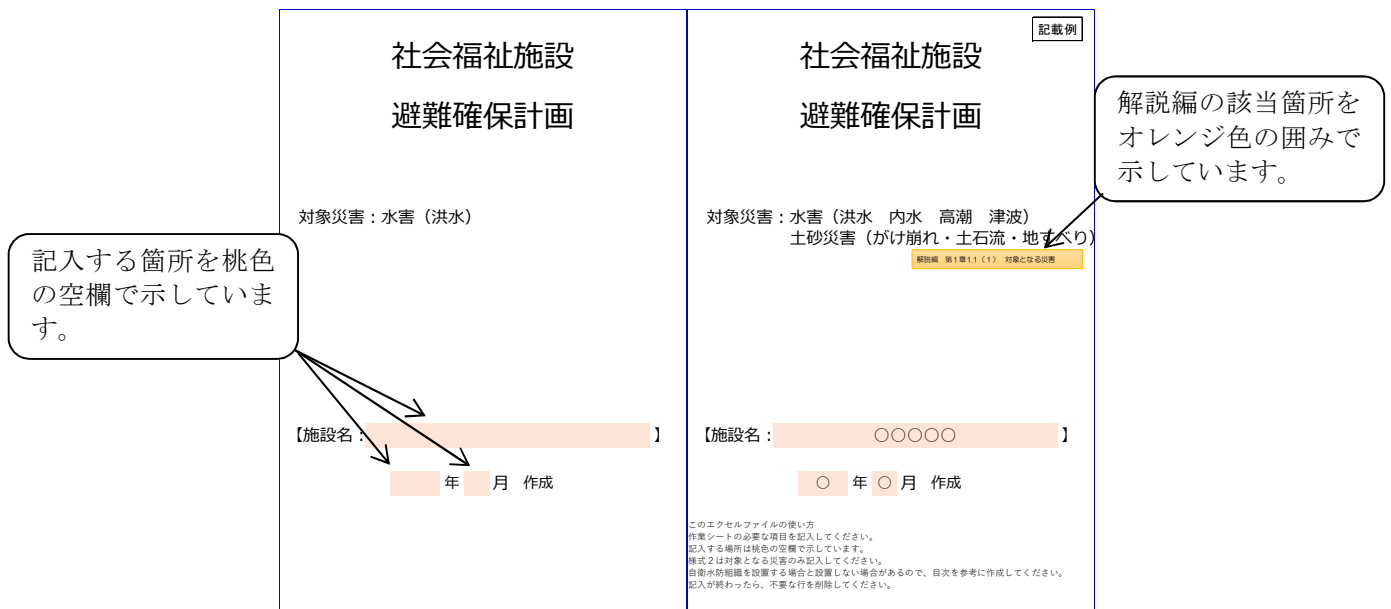 記入する箇所を桃色
の空欄で示していま
す。
社会福祉施設
避難確保計画
対象災害：水害（洪水）
【施設名： 】
年 月 作成
記載例
社会福祉施設
避難確保計画
対象災害：水害（洪水 内水 高潮 津波）
土砂災害（がけ崩れ・土石流・地すべり）
解説編 第１章1.1（１） 対象となる災害
【施設名： ○○○○○ 】
○ 年 ○ 月 作成
このエクセルファイルの使い方
作業シートの必要な項目を記入してください。
記入する場所は桃色の空欄で示しています。
様式２は対象となる災害のみ記入してください。
自衛水防組織を設置する場合と設置しない場合があるので、目次を参考に作成してください。
記入が終わったら、不要な行を削除してください。
解説編の該当箇所を
オレンジ色の囲みで
示しています。